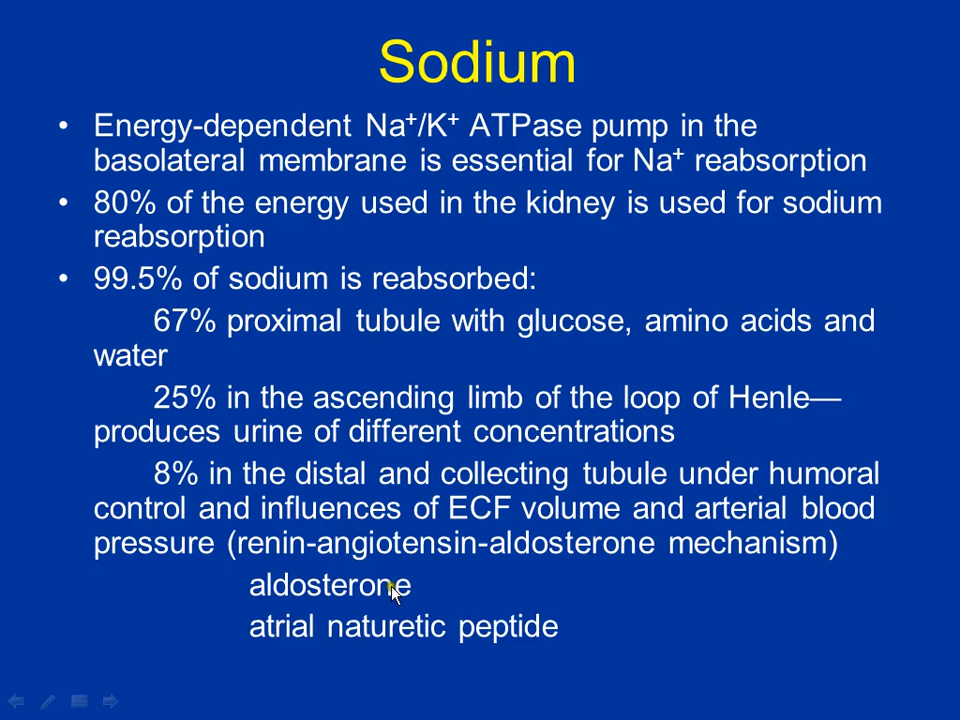 Sodium
• Energy-dependent Na⁺/K⁺ ATPase pump in the
basolateral membrane is essential for Na⁺ reabsorption
• 80% of the energy used in the kidney is used for sodium
reabsorption
• 99.5% of sodium is reabsorbed:
67% proximal tubule with glucose, amino acids and
water
25% in the ascending limb of the loop of Henle—
produces urine of different concentrations
8% in the distal and collecting tubule under humoral
control and influences of ECF volume and arterial blood
pressure (renin-angiotensin-aldosterone mechanism)
aldosterone
atrial naturetic peptide